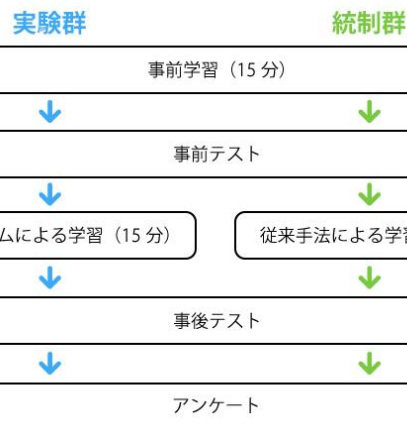 実験群 統制群
事前学習（15 分）
事前テスト
ムによる学習（15 分） 従来手法による学
事後テスト
アンケート